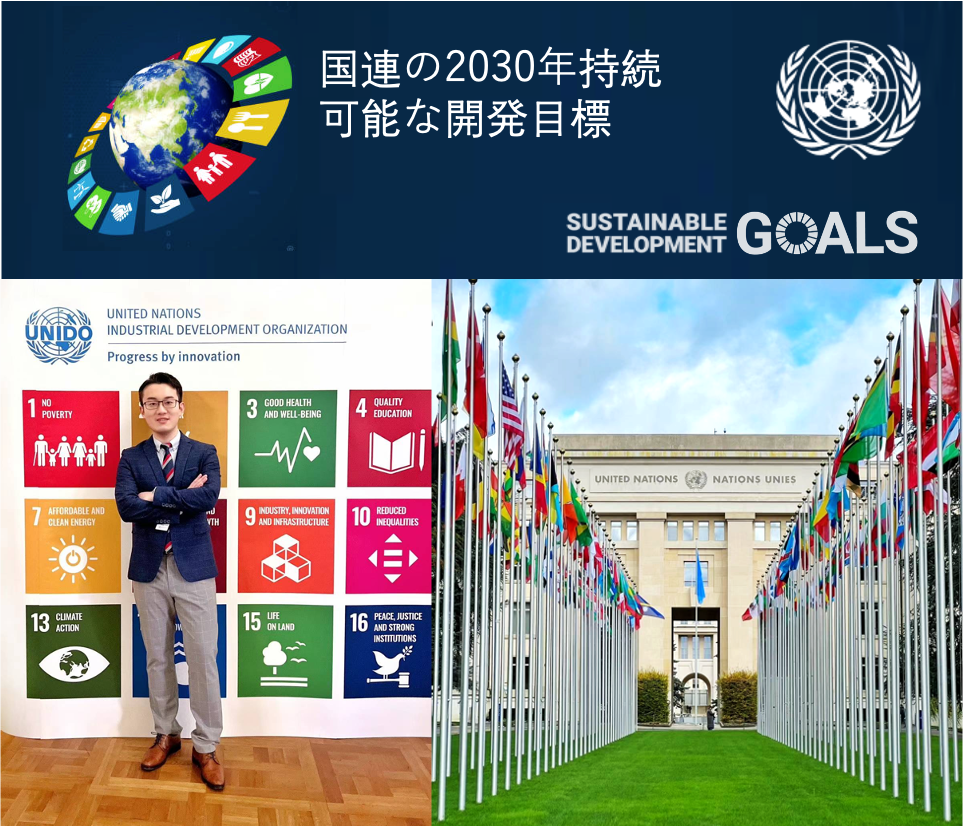 国連の2030年持続
可能な開発目標
SUSTAINABLE
DEVELOPMENT
GOALS
UNIDO
UNITED NATIONS
INDUSTRIAL DEVELOPMENT ORGANIZATION
Progress by innovation
1 NO
POVERTY
3 GOOD HEALTH
AND WELL-BEING
4 QUALITY
EDUCATION
7 AFFORDABLE AND
CLEAN ENERGY
9 INDUSTRY, INNOVATION
AND INFRASTRUCTURE
10 REDUCED
INEQUALITIES
13 CLIMATE
ACTION
15 LIFE
ON LAND
16 PEACE, JUSTICE
AND STRONG
INSTITUTIONS
UNITED NATIONS NATIONS UNIES